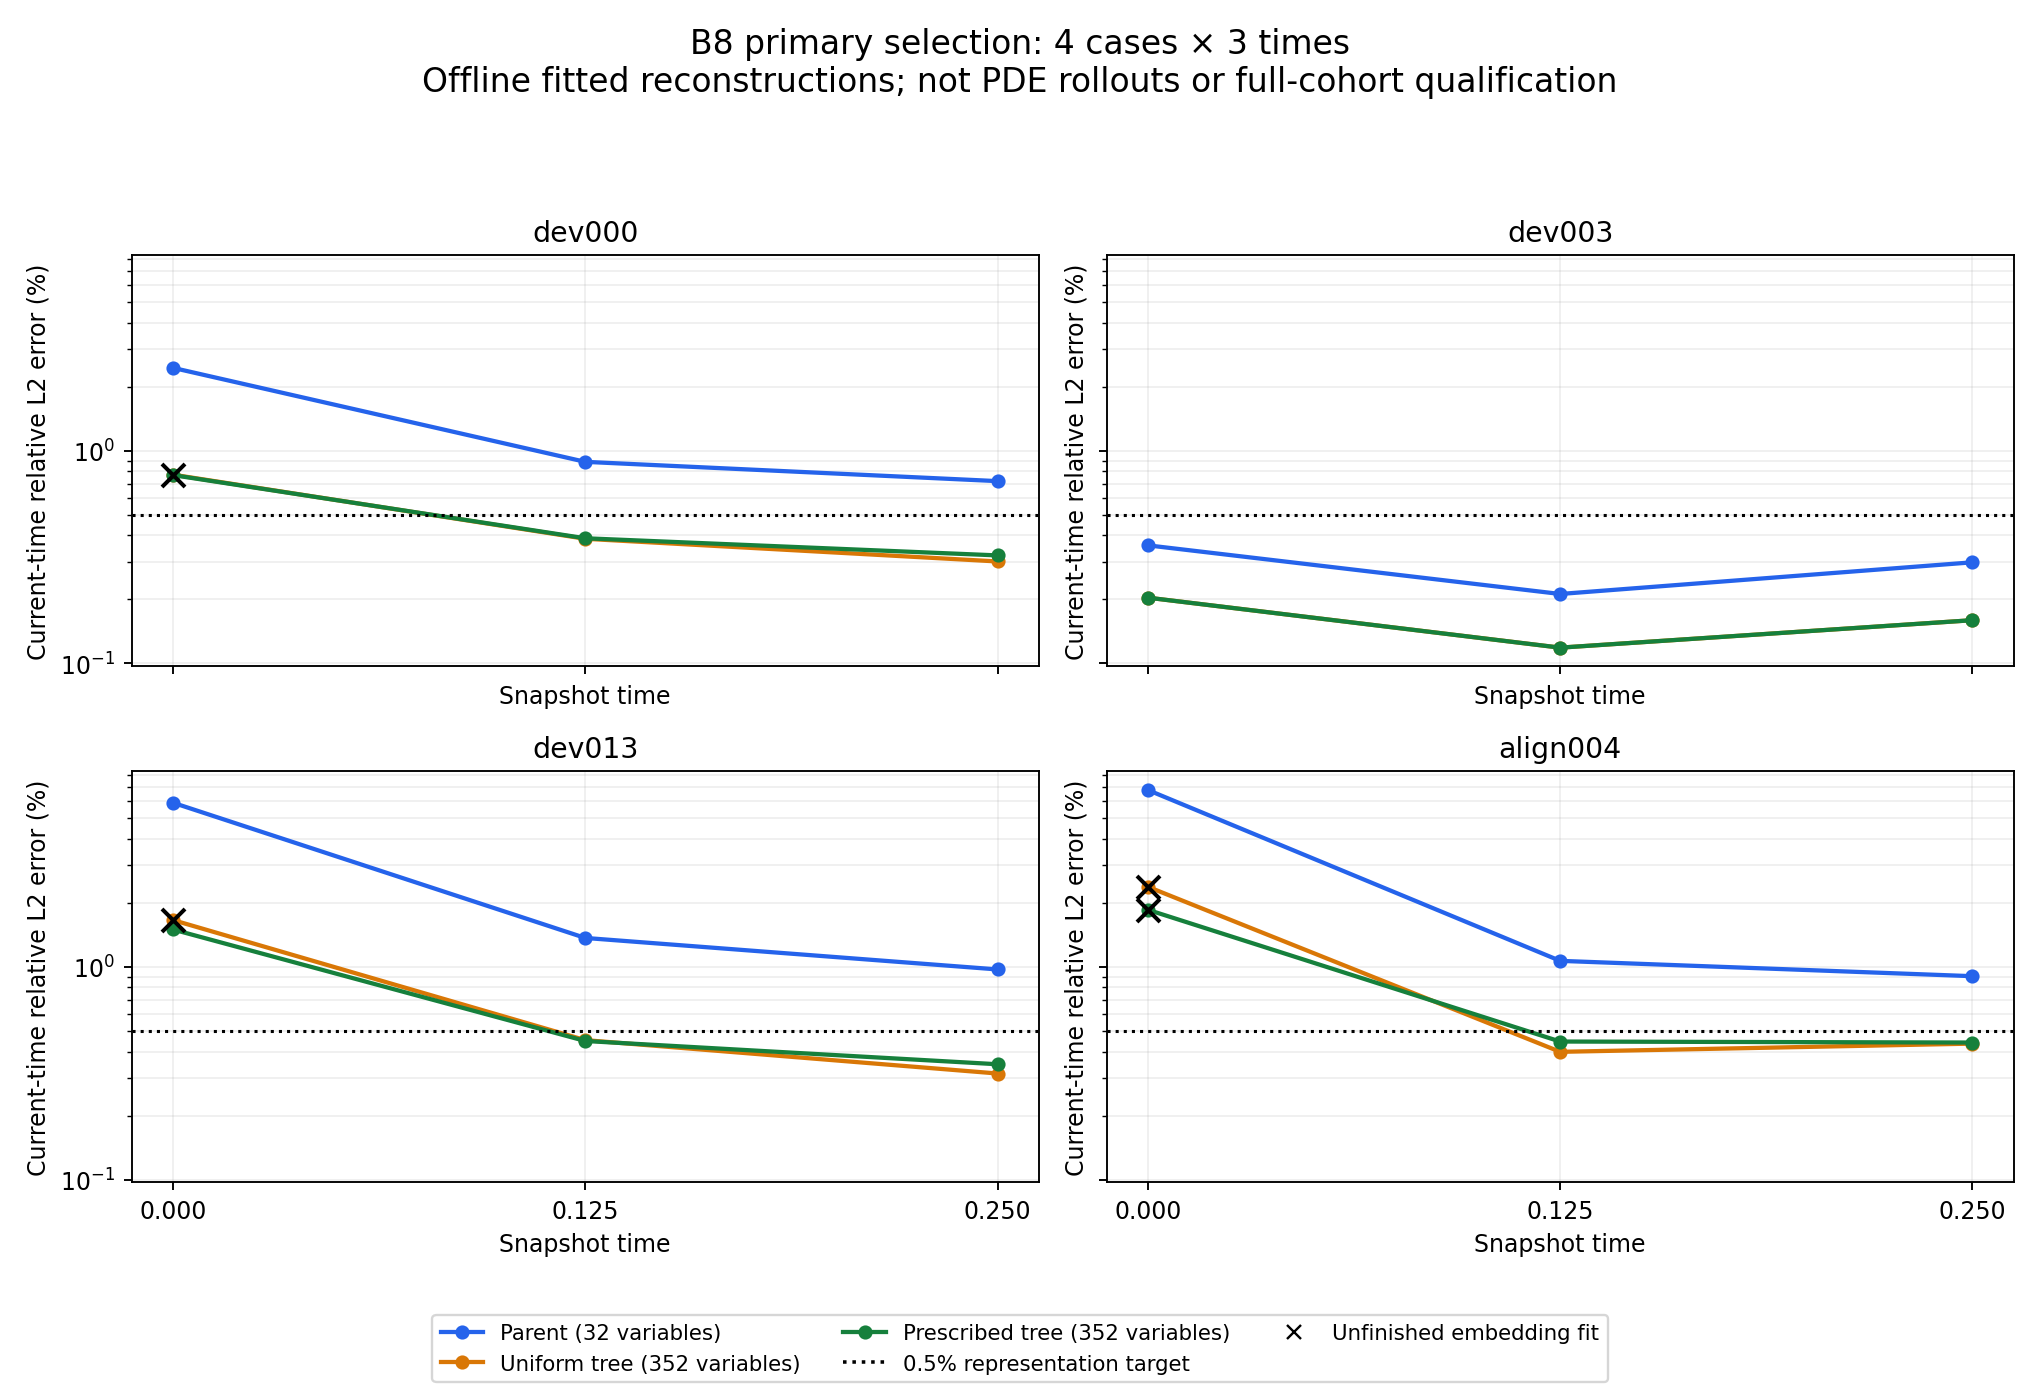 B8 primary selection: 4 cases × 3 times
Offline fitted reconstructions; not PDE rollouts or full-cohort qualification
dev000
Current-time relative L2 error (%)
10⁰
10⁻¹
Snapshot time
dev003
Current-time relative L2 error (%)
Snapshot time
dev013
Current-time relative L2 error (%)
10⁰
10⁻¹
0.000
0.125
0.250
Snapshot time
align004
Current-time relative L2 error (%)
0.000
0.125
0.250
Snapshot time
Parent (32 variables)
Uniform tree (352 variables)
Prescribed tree (352 variables)
0.5% representation target
Unfinished embedding fit